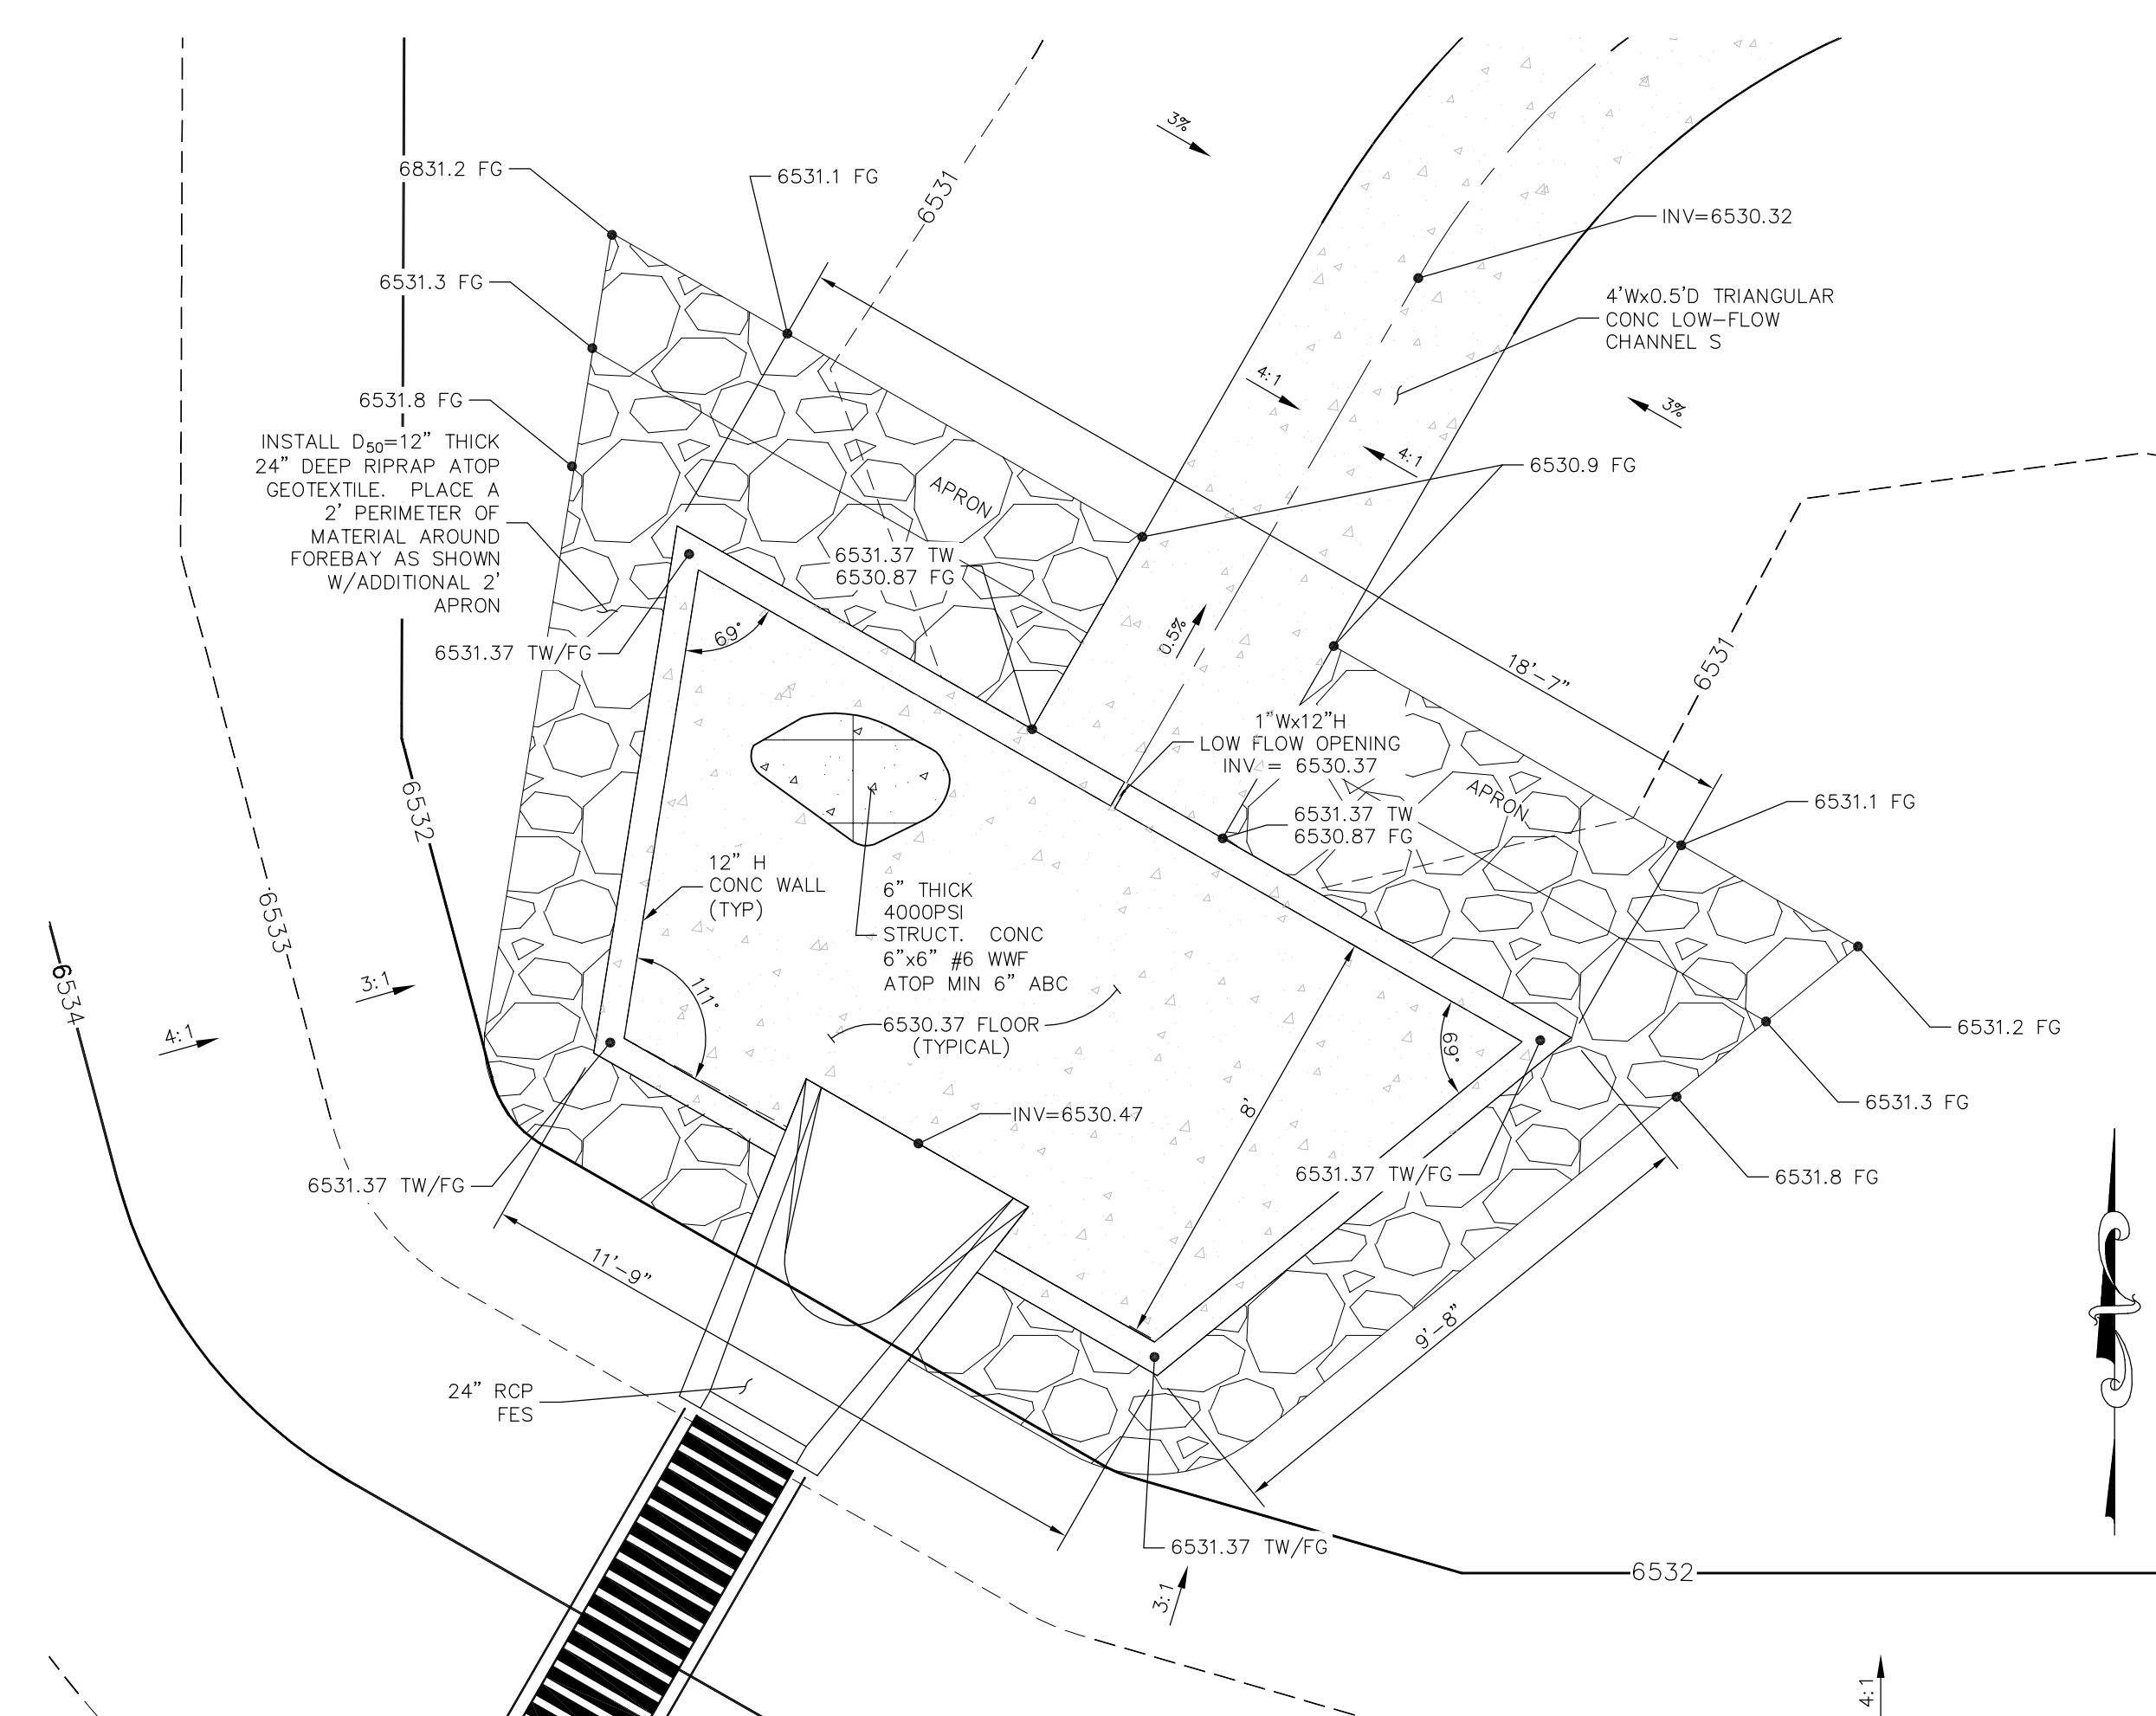 3%
6831.2 FG
6531.1 FG
6531
INV=6530.32
6531.3 FG
4'Wx0.5'D TRIANGULAR
CONC LOW-FLOW
CHANNEL S
4:1
3%
6531.8 FG
4:1
6530.9 FG
INSTALL D50=12" THICK
24" DEEP RIPRAP ATOP
GEOTEXTILE. PLACE A
2' PERIMETER OF
MATERIAL AROUND
FOREBAY AS SHOWN
W/ADDITIONAL 2'
APRON
APRON
6531.37 TW
6530.87 FG
69°
0.5%
6531.37 TW/FG
18'-7"
6531
1"Wx12"H
LOW FLOW OPENING
INV = 6530.37
6532
APRON
6531.1 FG
6531.37 TW
6530.87 FG
12" H
CONC WALL
(TYP)
6" THICK
4000PSI
STRUCT. CONC
6"x6" #6 WWF
ATOP MIN 6" ABC
6533
6534
3:1
4:1
111°
6530.37 FLOOR
(TYPICAL)
69°
6531.2 FG
6531.3 FG
INV=6530.47
8'
6531.37 TW/FG
6531.8 FG
6531.37 TW/FG
11'-9"
9'-8"
24" RCP
FES
6531.37 TW/FG
6532
3:1
4:1